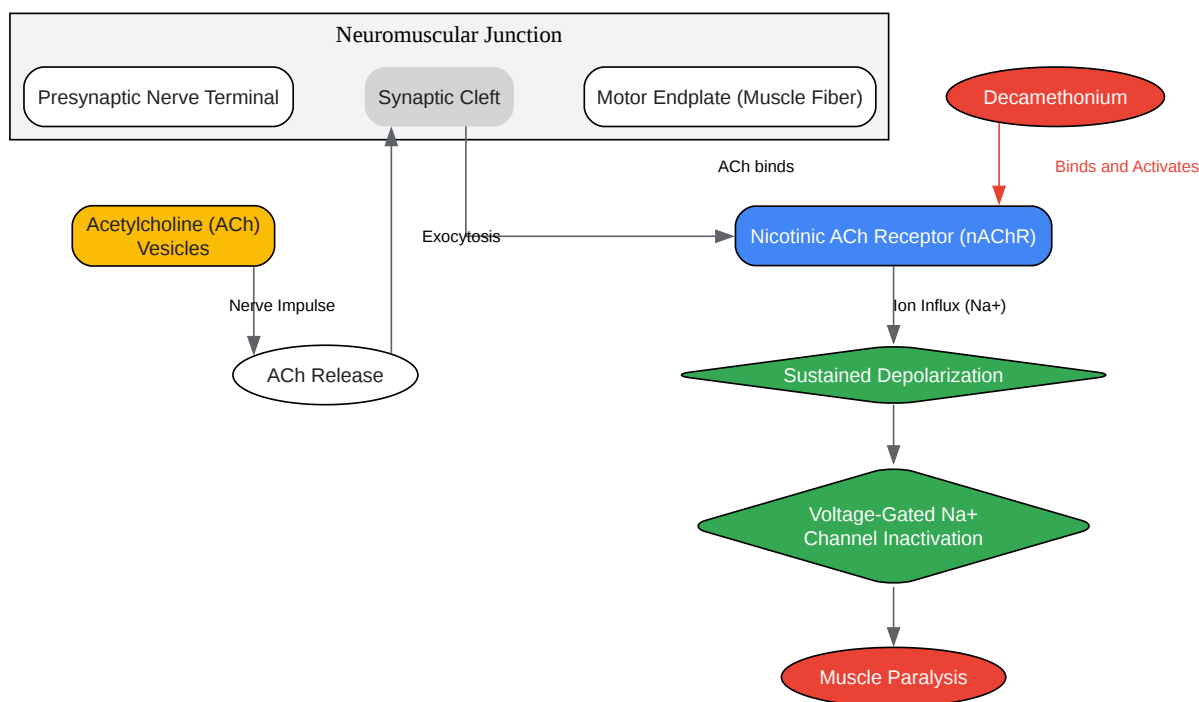 Neuromuscular Junction
Presynaptic Nerve Terminal
Synaptic Cleft
Motor Endplate (Muscle Fiber)
Decamethonium
ACh binds
Binds and Activates
Acetylcholine (ACh)
Vesicles
Exocytosis
Nicotinic ACh Receptor (nAChR)
Nerve Impulse
Ion Influx (Na+)
ACh Release
Sustained Depolarization
Voltage-Gated Na+
Channel Inactivation
Muscle Paralysis